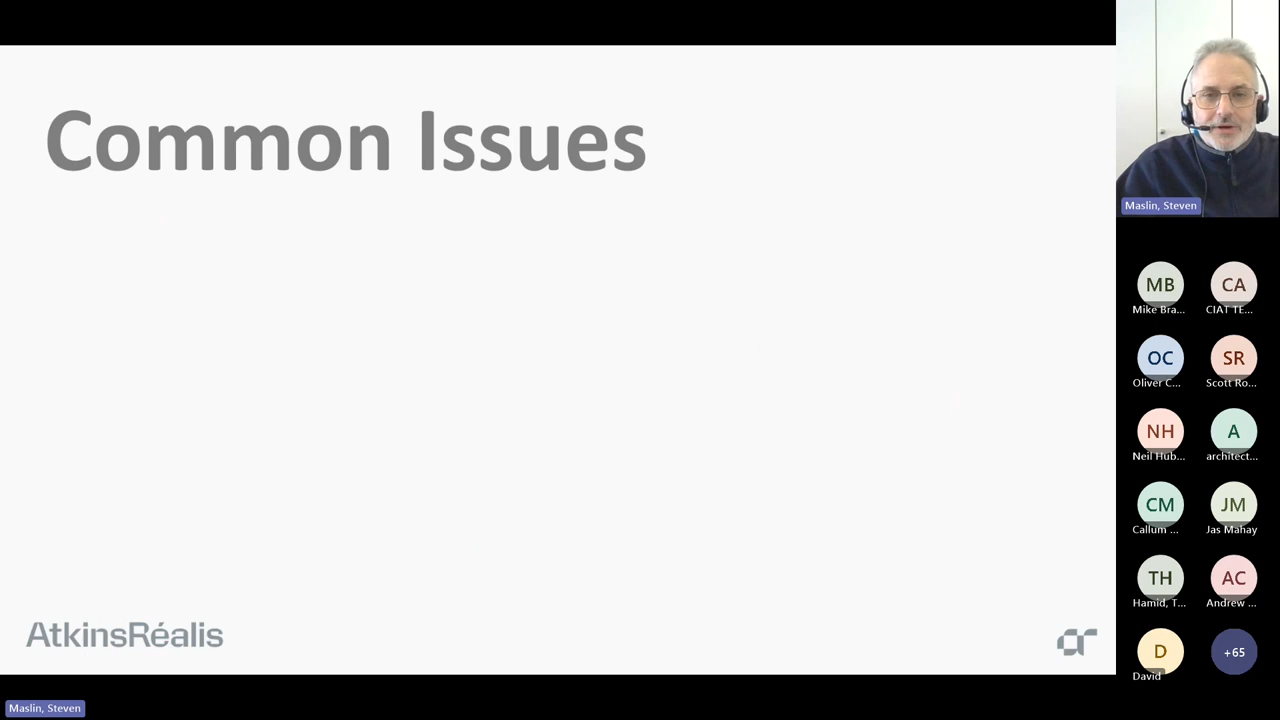 Common Issues
AtkinsRéalis
Maslin, Steven
MB
Mike Bra...
CA
CIAT TE...
OC
Oliver C...
SR
Scott Ro...
NH
Neil Hub...
A
architect...
CM
Callum ...
JM
Jas Mahay
TH
Hamid, T...
AC
Andrew ...
D
David
+65
Maslin, Steven